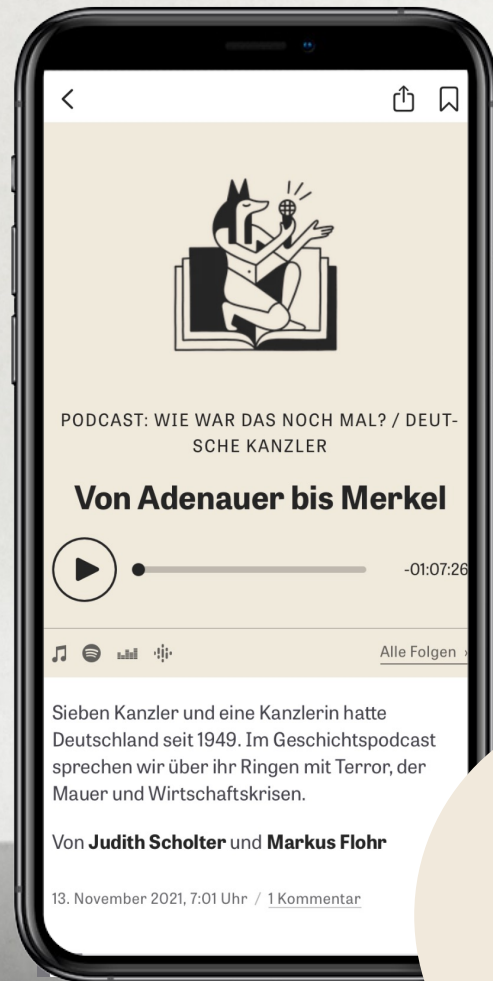 PODCAST: WIE WAR DAS NOCH MAL? / DEUT-
SCHE KANZLER
Von Adenauer bis Merkel
-01:07:26
Alle Folgen ›
Sieben Kanzler und eine Kanzlerin hatte
Deutschland seit 1949. Im Geschichtspodcast
sprechen wir über ihr Ringen mit Terror, der
Mauer und Wirtschaftskrisen.
Von Judith Scholter und Markus Flohr
13. November 2021, 7:01 Uhr / 1 Kommentar